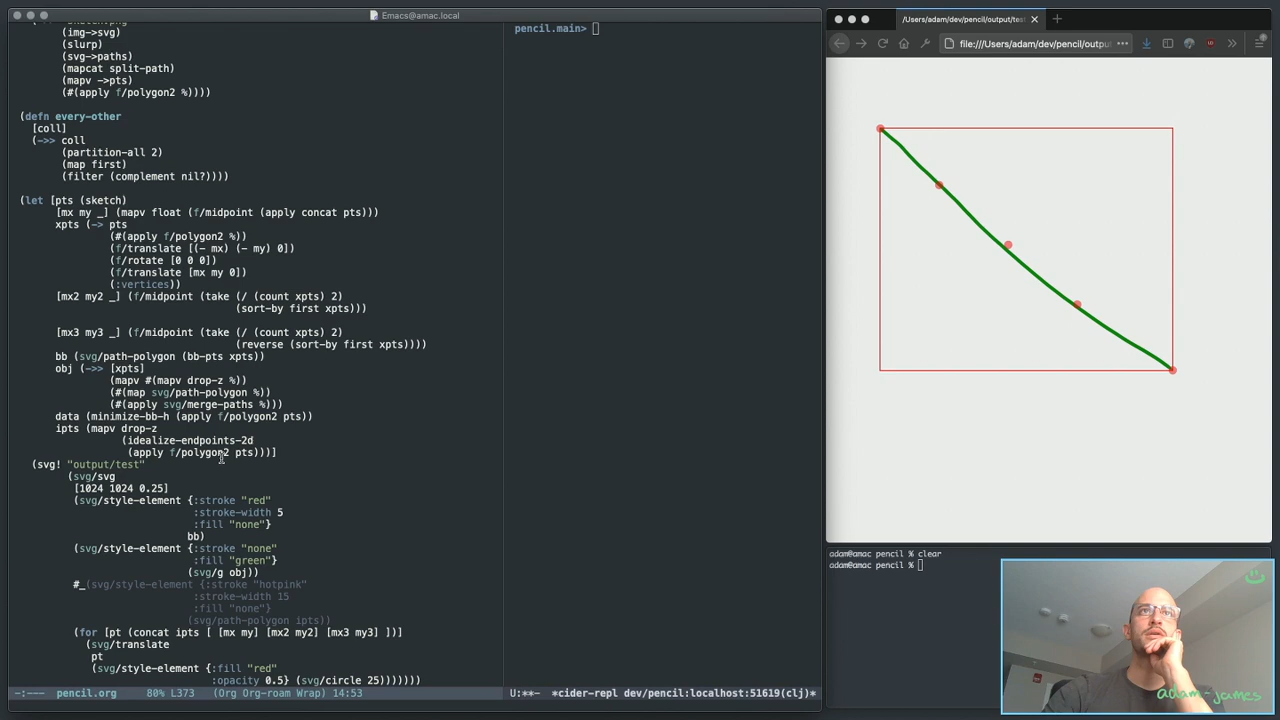 Emacs@amac.local
(img->svg)
(slurp)
(svg->paths)
(mapcat split-path)
(mapv ->pts)
(#(apply f/polygon2 %))))
(defn every-other
[coll]
(->> coll
(partition-all 2)
(map first)
(filter (complement nil?))))
(let [pts (sketch)
[mx my _] (mapv float (f/midpoint (apply concat pts)))
xpts (-> pts
(#(apply f/polygon2 %))
(f/translate [(- mx) (- my) 0])
(f/rotate [0 0 0])
(f/translate [mx my 0])
(:vertices))
[mx2 my2 _] (f/midpoint (take (/ (count xpts) 2)
(sort-by first xpts)))
[mx3 my3 _] (f/midpoint (take (/ (count xpts) 2)
(reverse (sort-by first xpts))))
bb (svg/path-polygon (bb-pts xpts))
obj (->> [xpts]
(mapv #(mapv drop-z %))
(#(map svg/path-polygon %))
(#(apply svg/merge-paths %)))
data (minimize-bb-h (apply f/polygon2 pts))
ipts (mapv drop-z
(idealize-endpoints-2d
(apply f/polygon2 pts)))]
(svg! "output/test"
(svg/svg
[1024 1024 0.25]
(svg/style-element {:stroke "red"
:stroke-width 5
:fill "none"}
bb)
(svg/style-element {:stroke "none"
:fill "green"}
(svg/g obj))
#_(svg/style-element {:stroke "hotpink"
:stroke-width 15
:fill "none"}
(svg/path-polygon ipts))
(for [pt (concat ipts [ [mx my] [mx2 my2] [mx3 my3] ])]
(svg/translate
pt
(svg/style-element {:fill "red"
:opacity 0.5} (svg/circle 25)))))))
-:--- pencil.org 80% L373 (Org Org-roam Wrap) 14:53
pencil.main>
U:**- *cider-repl dev/pencil:localhost:51619(clj)*
/Users/adam/dev/pencil/output/tes
file:///Users/adam/dev/pencil/outpu
adam@amac pencil % clear
adam@amac pencil %
adam-james